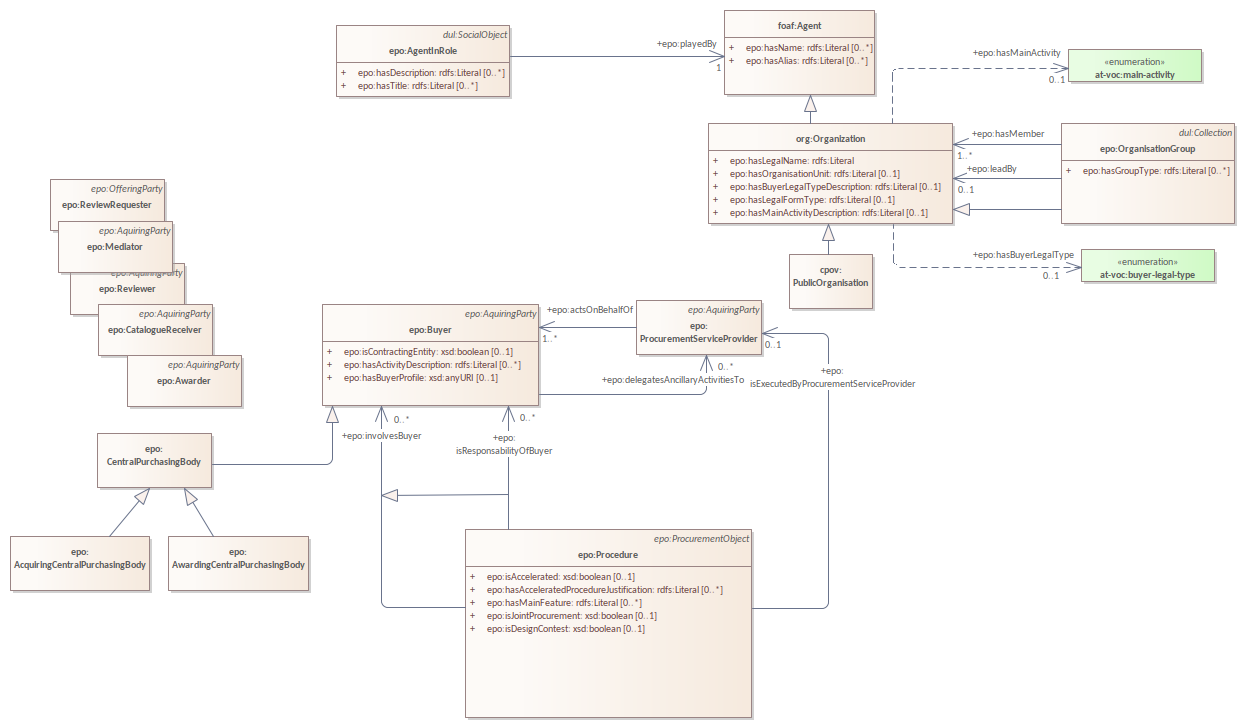 dul:SocialObject
epo:AgentInRole
+ epo:hasDescription: rdfs:Literal [0..*]
+ epo:hasTitle: rdfs:Literal [0..*]
+epo:playedBy
1
foaf:Agent
+ epo:hasName: rdfs:Literal [0..*]
+ epo:hasAlias: rdfs:Literal [0..*]
+epo:hasMainActivity
0..1
«enumeration»
at-voc:main-activity
org:Organization
+ epo:hasLegalName: rdfs:Literal
+ epo:hasOrganisationUnit: rdfs:Literal [0..1]
+ epo:hasBuyerLegalTypeDescription: rdfs:Literal [0..1]
+ epo:hasLegalFormType: rdfs:Literal [0..1]
+ epo:hasMainActivityDescription: rdfs:Literal [0..1]
+epo:hasMember
1..*
+epo:leadBy
0..1
dul:Collection
epo:OrganisationGroup
+ epo:hasGroupType: rdfs:Literal [0..*]
+epo:hasBuyerLegalType
0..1
«enumeration»
at-voc:buyer-legal-type
cpov:
PublicOrganisation
epo:OfferingParty
epo:ReviewRequester
epo:AquiringParty
epo:Mediator
epo:AquiringParty
epo:Reviewer
epo:AquiringParty
epo:CatalogueReceiver
epo:AquiringParty
epo:Awarder
epo:AquiringParty
epo:Buyer
+ epo:isContractingEntity: xsd:boolean [0..1]
+ epo:hasActivityDescription: rdfs:Literal [0..*]
+ epo:hasBuyerProfile: xsd:anyURI [0..1]
+epo:actsOnBehalfOf
1..*
epo:AquiringParty
epo:
ProcurementServiceProvider
0..1
0..*
+epo:delegatesAncillaryActivitiesTo
+epo:
isExecutedByProcurementServiceProvider
0..*
+epo:involvesBuyer
0..*
+epo:
isResponsabilityOfBuyer
epo:
CentralPurchasingBody
epo:
AcquiringCentralPurchasingBody
epo:
AwardingCentralPurchasingBody
epo:ProcurementObject
epo:Procedure
+ epo:isAccelerated: xsd:boolean [0..1]
+ epo:hasAcceleratedProcedureJustification: rdfs:Literal [0..*]
+ epo:hasMainFeature: rdfs:Literal [0..*]
+ epo:isJointProcurement: xsd:boolean [0..1]
+ epo:isDesignContest: xsd:boolean [0..1]